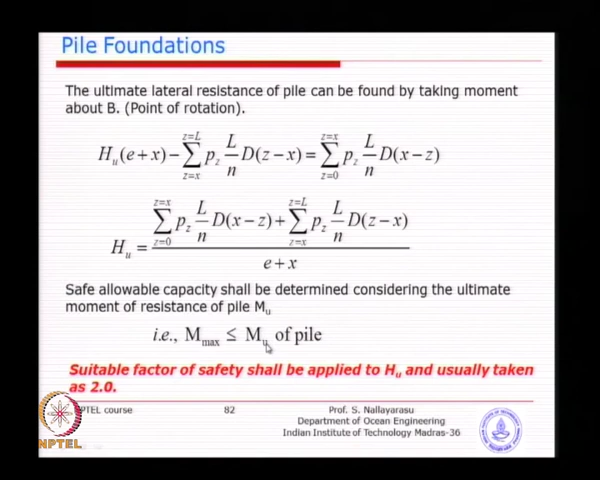 Pile Foundations
The ultimate lateral resistance of pile can be found by taking moment
about B. (Point of rotation).
H_u(e+x) − ∑_{z=x}^{z=L} p_z (L/n) D(z−x) = ∑_{z=0}^{z=x} p_z (L/n) D(x−z)
H_u = (∑_{z=0}^{z=x} p_z (L/n) D(x−z) + ∑_{z=x}^{z=L} p_z (L/n) D(z−x)) / (e+x)
Safe allowable capacity shall be determined considering the ultimate
moment of resistance of pile M_u
i.e., M_max ≤ M_u of pile
Suitable factor of safety shall be applied to H_u and usually taken
as 2.0.
NPTEL course 82 Prof. S. Nallayarasu
Department of Ocean Engineering
Indian Institute of Technology Madras-36
NPTEL